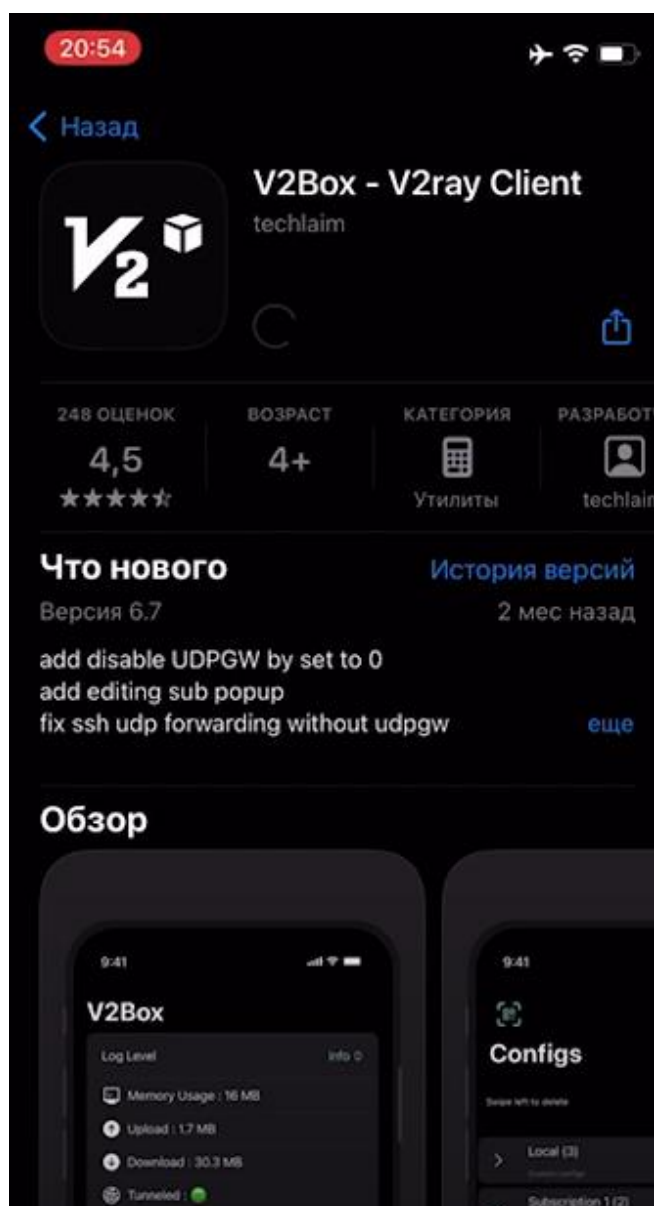 20:54
Назад
V2Box - V2ray Client
techlaim
V2
248 ОЦЕНОК
ВОЗРАСТ
КАТЕГОРИЯ
РАЗРАБОТ
4,5
4+
Утилиты
techlaim
Что нового
История версий
Версия 6.7
2 мес назад
add disable UDPGW by set to 0
add editing sub popup
fix ssh udp forwarding without udpgw
еще
Обзор
9:41
V2Box
Log Level
Info
Memory Usage : 16 MB
Upload : 1.7 MB
Download : 30.3 MB
Tunneled :
9:41
Configs
Swipe left to delete
Local (3)
Subscription 1 (2)